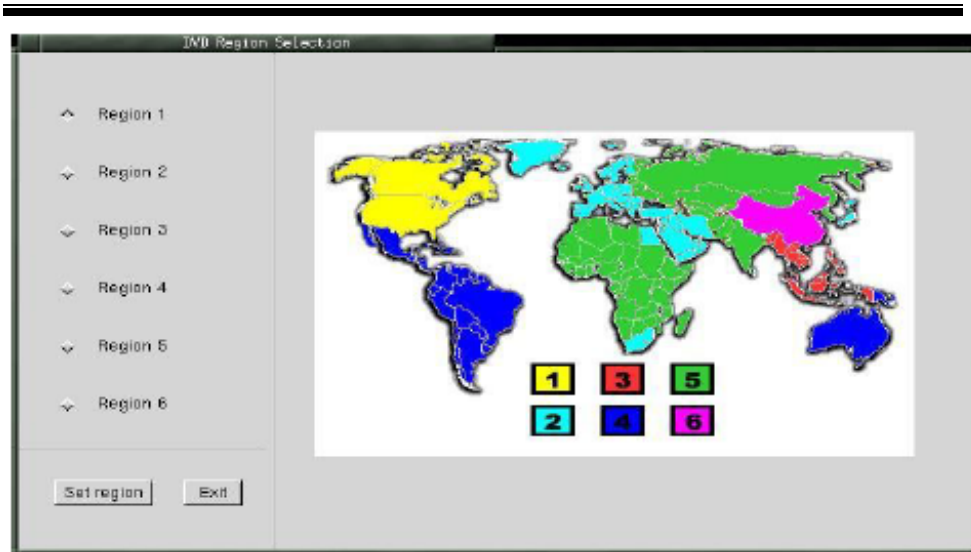 DVD Region Selection
Region 1
Region 2
Region 3
Region 4
Region 5
Region 6
1 3 5
2 4 6
Set region Exit